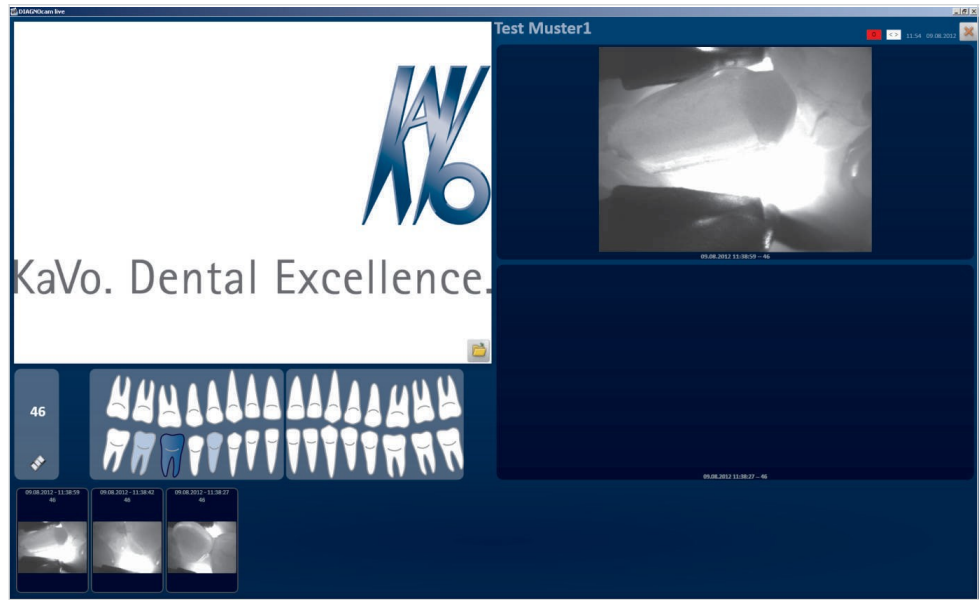 DIAGNOcam live
Test Muster1
0
<>
11:54 09.08.2012
KaVo
KaVo. Dental Excellence.
09.08.2012 11:38:59 -- 46
46
09.08.2012 11:38:27 -- 46
09.08.2012 - 11:38:59
46
09.08.2012 - 11:38:42
46
09.08.2012 - 11:38:27
46